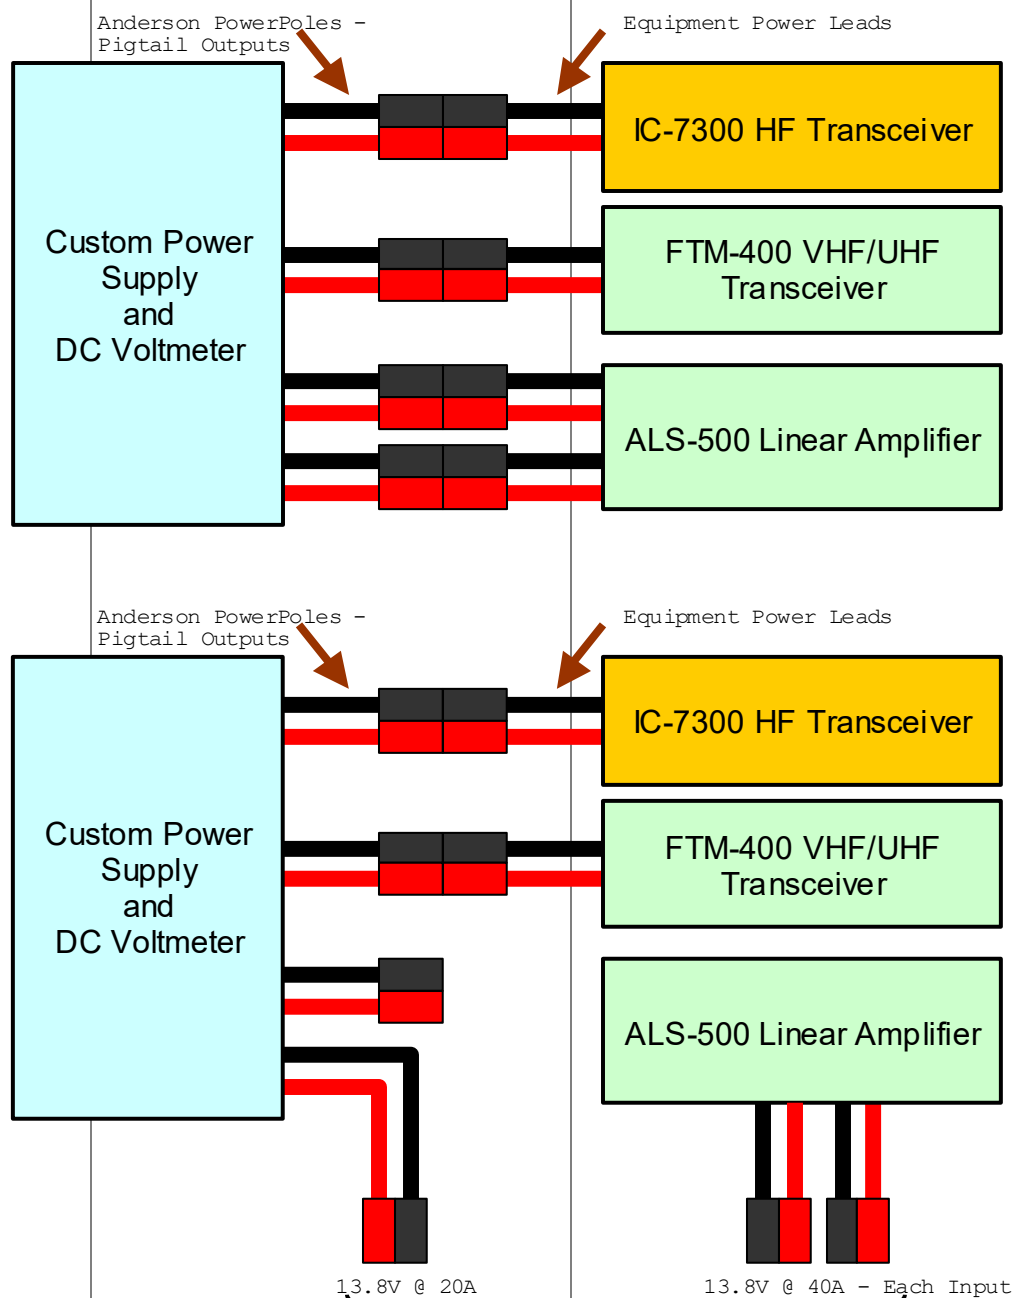 Anderson PowerPoles -
Pigtail Outputs
Equipment Power Leads
Custom Power
Supply
and
DC Voltmeter
IC-7300 HF Transceiver
FTM-400 VHF/UHF
Transceiver
ALS-500 Linear Amplifier
Anderson PowerPoles -
Pigtail Outputs
Equipment Power Leads
Custom Power
Supply
and
DC Voltmeter
IC-7300 HF Transceiver
FTM-400 VHF/UHF
Transceiver
ALS-500 Linear Amplifier
13.8V @ 20A
13.8V @ 40A - Each Input